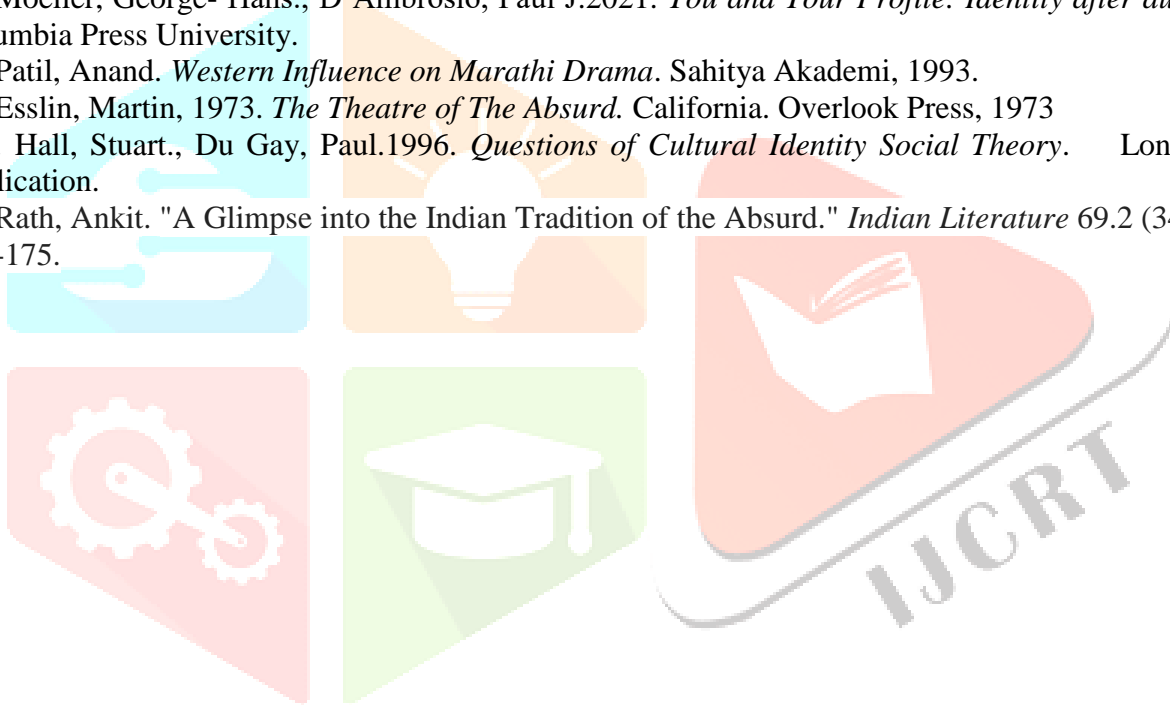 Moeller, George- Hans., D'Ambrosio, Paul J.2021. You and Your Profile: Identity after
umbia Press University.
Patil, Anand. Western Influence on Marathi Drama. Sahitya Akademi, 1993.
Esslin, Martin, 1973. The Theatre of The Absurd. California. Overlook Press, 1973
Hall, Stuart., Du Gay, Paul.1996. Questions of Cultural Identity Social Theory. Lon
lication.
Rath, Ankit. "A Glimpse into the Indian Tradition of the Absurd." Indian Literature 69.2 (34
-175.
IJCRT